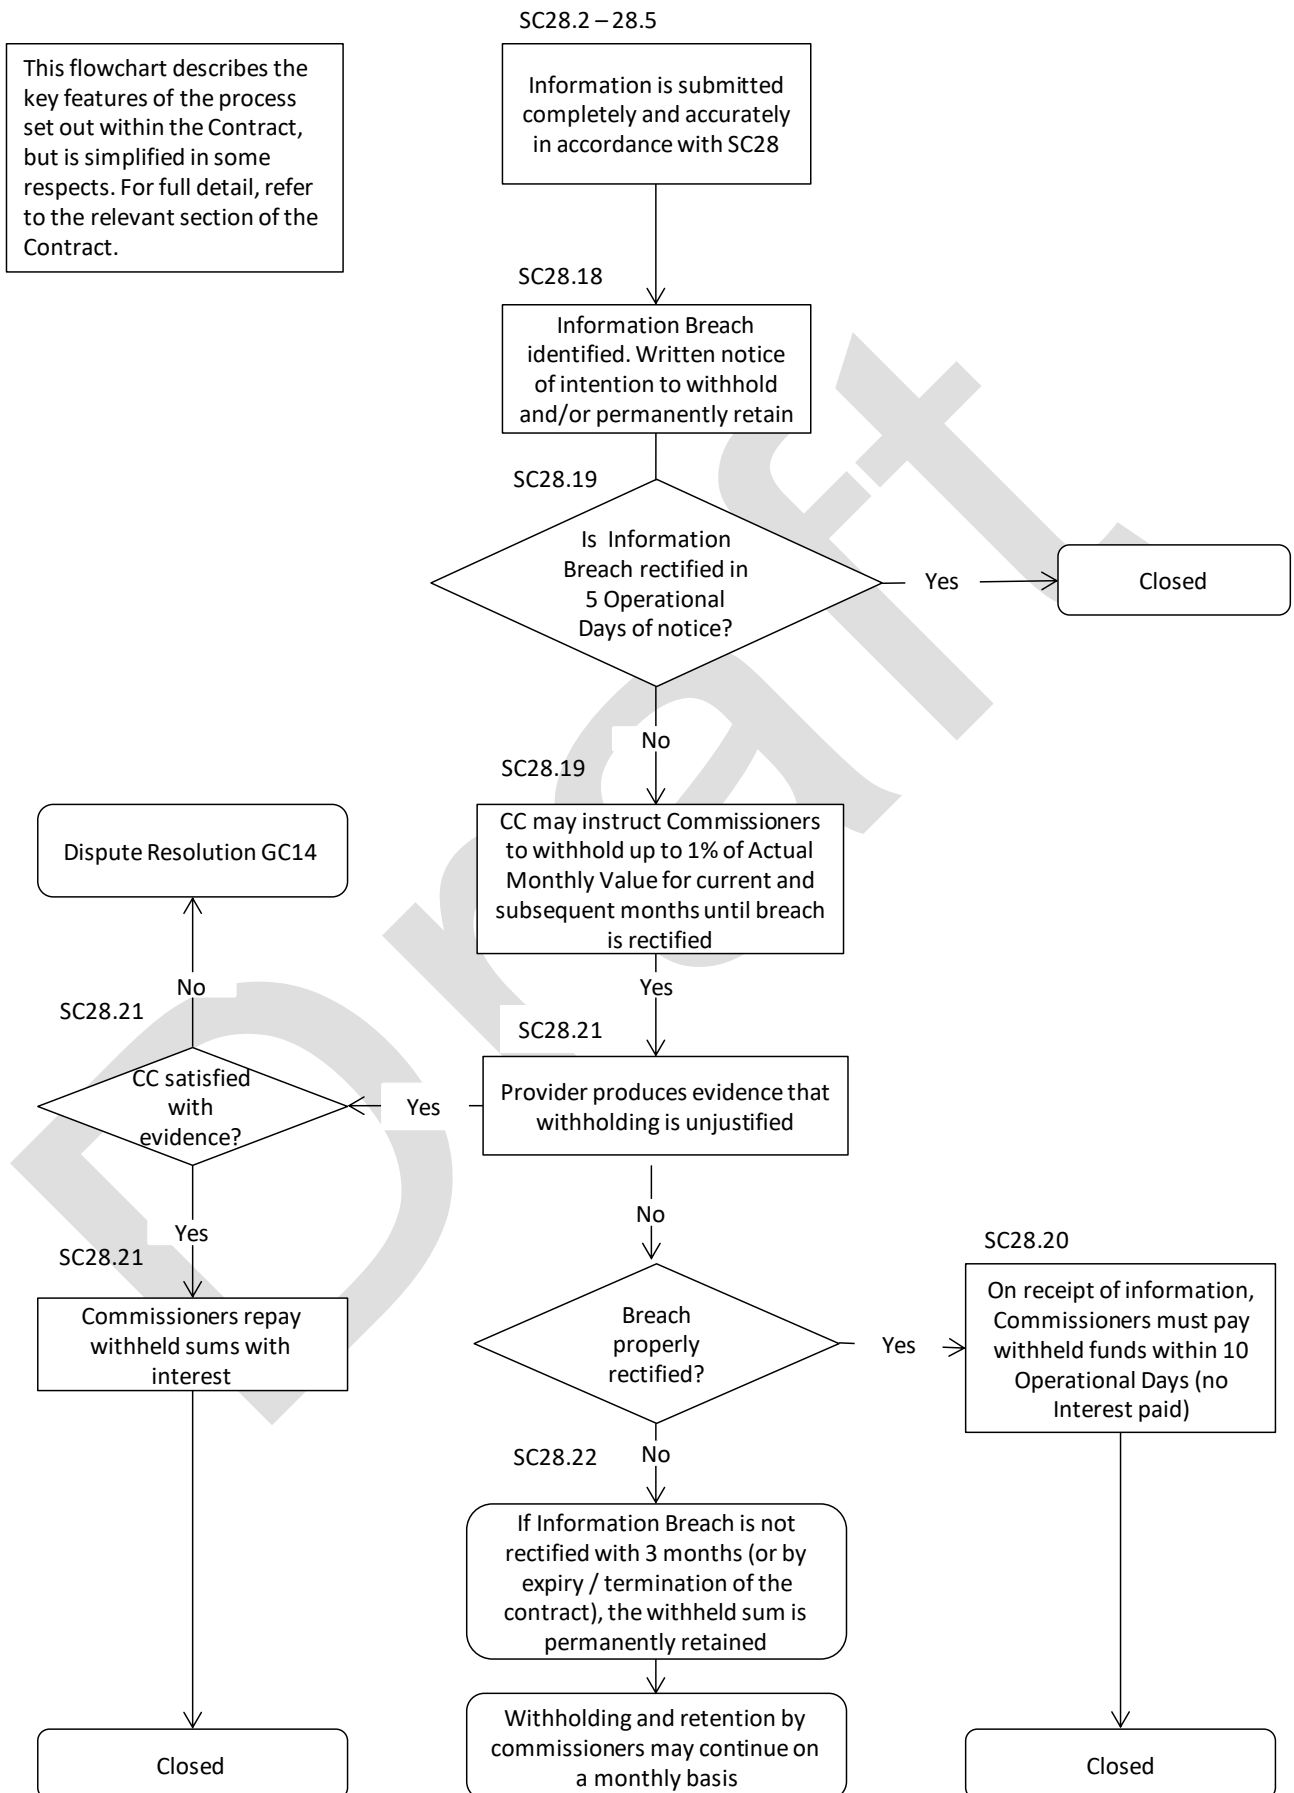 SC28.2 – 28.5
This flowchart describes the
key features of the process
set out within the Contract,
but is simplified in some
respects. For full detail, refer
to the relevant section of the
Contract.
Information is submitted
completely and accurately
in accordance with SC28
SC28.18
Information Breach
identified. Written notice
of intention to withhold
and/or permanently retain
SC28.19
Is Information
Breach rectified in
5 Operational
Days of notice?
Yes
Closed
No
SC28.19
CC may instruct Commissioners
to withhold up to 1% of Actual
Monthly Value for current and
subsequent months until breach
is rectified
Dispute Resolution GC14
No
Yes
SC28.21
SC28.21
CC satisfied
with
evidence?
Yes
Provider produces evidence that
withholding is unjustified
Yes
No
SC28.21
SC28.20
Commissioners repay
withheld sums with
interest
Breach
properly
rectified?
Yes
On receipt of information,
Commissioners must pay
withheld funds within 10
Operational Days (no
Interest paid)
No
SC28.22
If Information Breach is not
rectified with 3 months (or by
expiry / termination of the
contract), the withheld sum is
permanently retained
Withholding and retention by
commissioners may continue on
a monthly basis
Closed
Closed
Draft